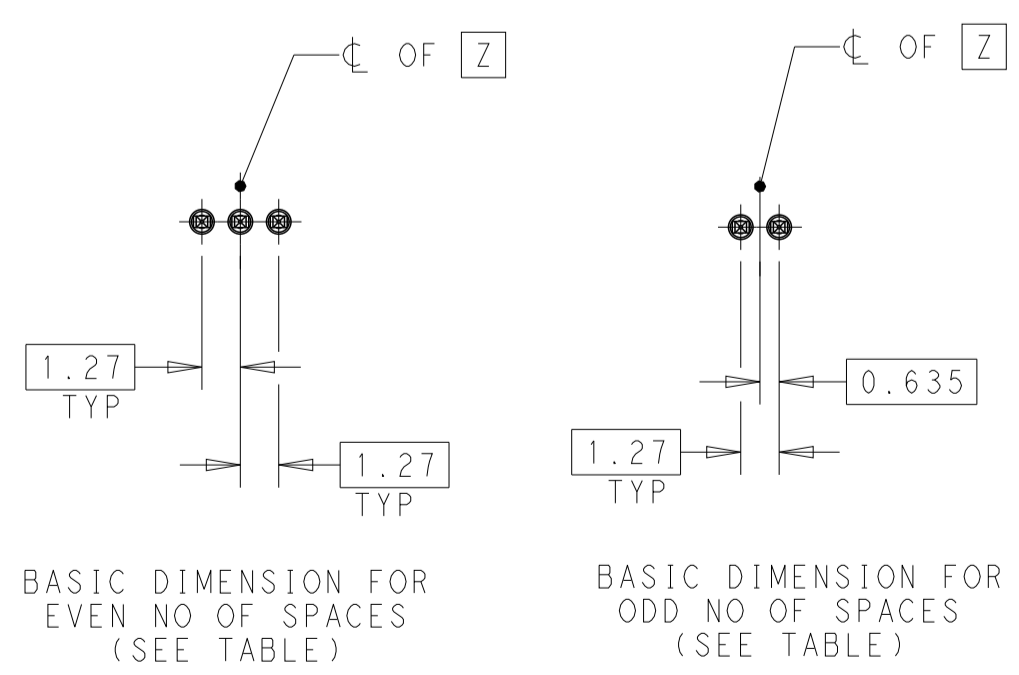 ℄ OF Z
℄ OF Z
1.27
TYP
1.27
TYP
0.635
1.27
TYP
BASIC DIMENSION FOR
EVEN NO OF SPACES
(SEE TABLE)
BASIC DIMENSION FOR
ODD NO OF SPACES
(SEE TABLE)